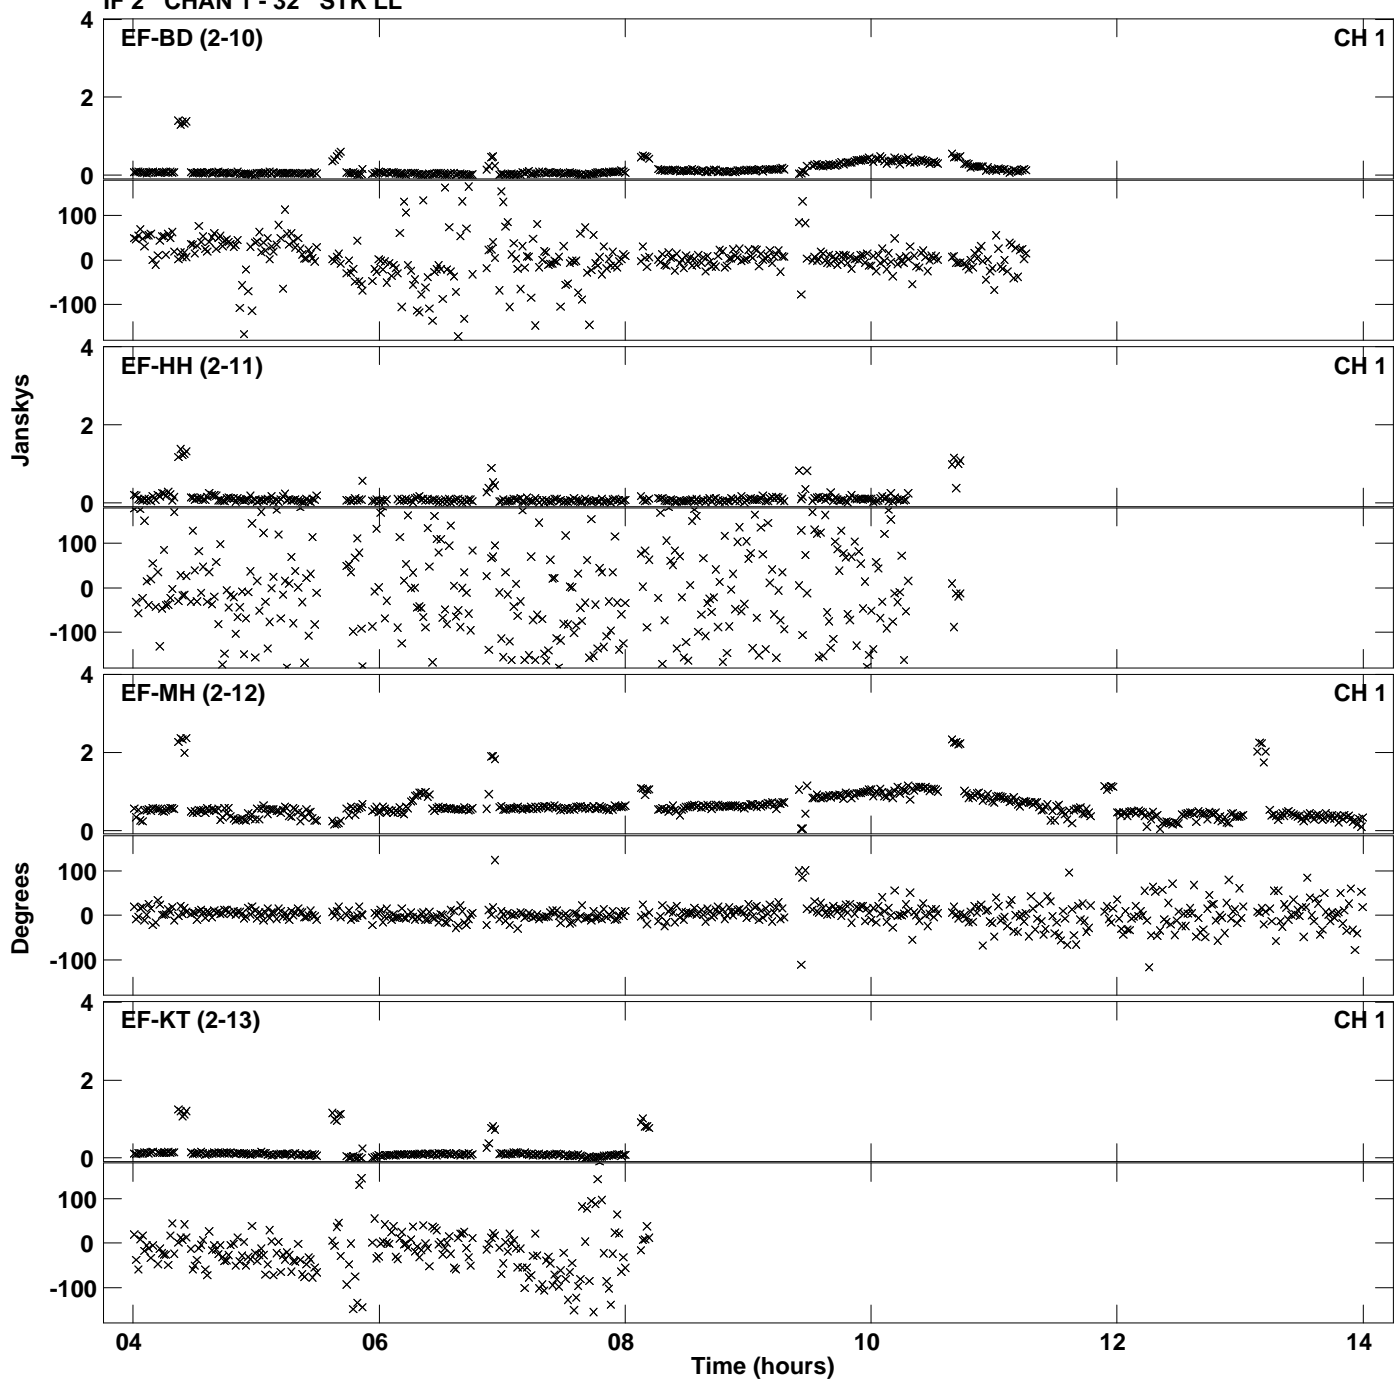 IF 2 CHAN 1 - 32 STK LL
EF-BD (2-10) CH 1
4
2
0
100
0
-100
EF-HH (2-11) CH 1
4
2
0
100
0
-100
Janskys
EF-MH (2-12) CH 1
4
2
0
100
0
-100
Degrees
EF-KT (2-13) CH 1
4
2
0
100
0
-100
04 06 08 10 12 14
Time (hours)